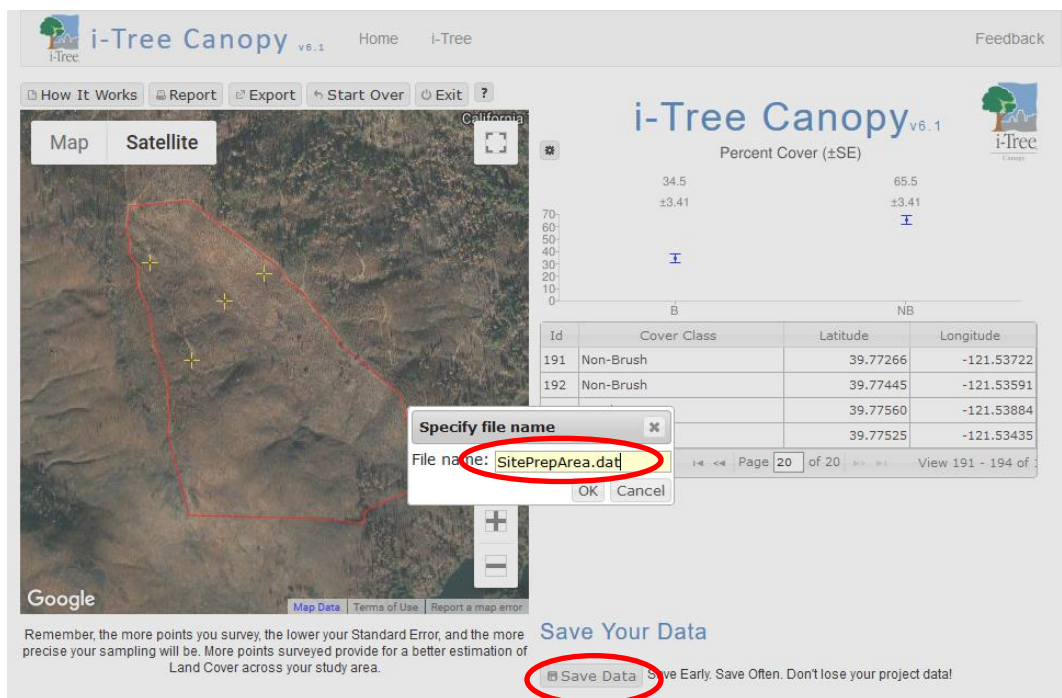 i-Tree
i-Tree Canopy v6.1 Home i-Tree Feedback
How It Works Report Export Start Over Exit ?
California
Map Satellite
i-Tree Canopy v6.1
i-Tree
Canopy
Percent Cover (±SE)
34.5 65.5
±3.41 ±3.41
70
60
50
40
30
20
10
0
B NB
Id Cover Class Latitude Longitude
191 Non-Brush 39.77266 -121.53722
192 Non-Brush 39.77445 -121.53591
39.77560 -121.53884
39.77525 -121.53435
Page 20 of 20 View 191 - 194 of
Specify file name
File name: SitePrepArea.dat
OK Cancel
Google
Map Data Terms of Use Report a map error
Remember, the more points you survey, the lower your Standard Error, and the more
precise your sampling will be. More points surveyed provide for a better estimation of
Land Cover across your study area.
Save Your Data
Save Data Save Early. Save Often. Don't lose your project data!